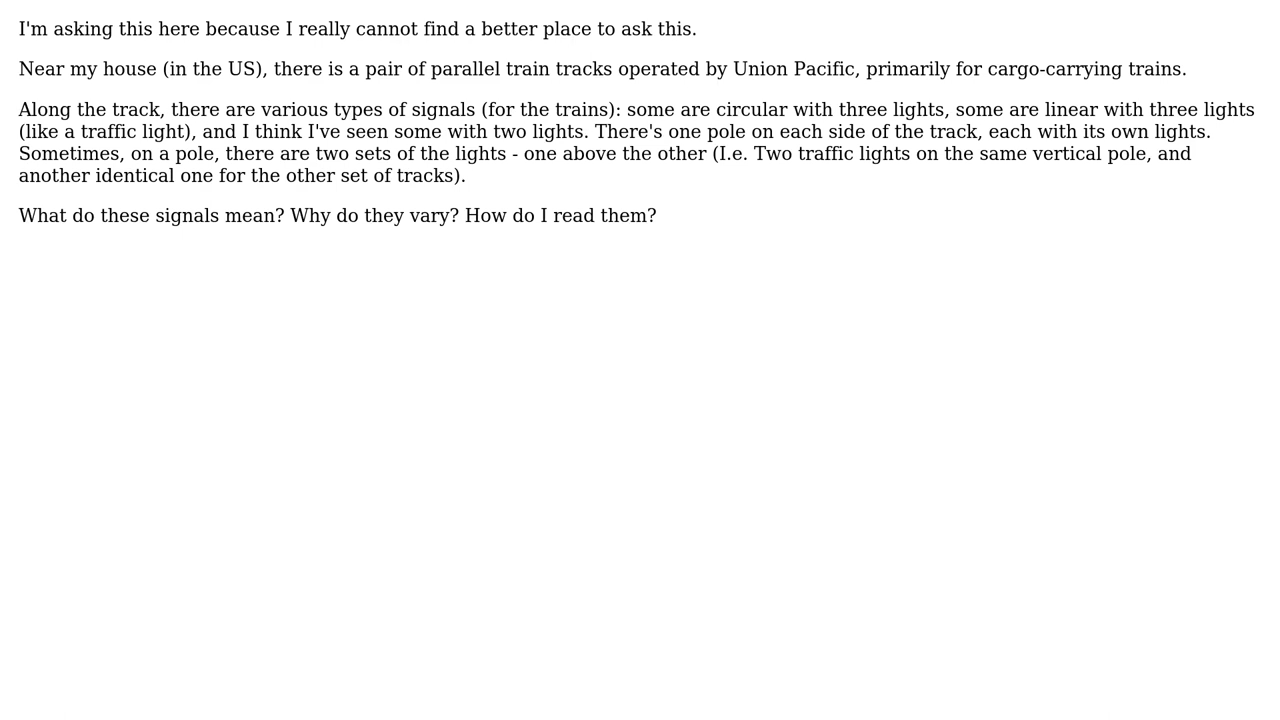 I'm asking this here because I really cannot find a better place to ask this.
Near my house (in the US), there is a pair of parallel train tracks operated by Union Pacific, primarily for cargo-carrying trains.
Along the track, there are various types of signals (for the trains): some are circular with three lights, some are linear with three lights
(like a traffic light), and I think I've seen some with two lights. There's one pole on each side of the track, each with its own lights.
Sometimes, on a pole, there are two sets of the lights - one above the other (I.e. Two traffic lights on the same vertical pole, and
another identical one for the other set of tracks).
What do these signals mean? Why do they vary? How do I read them?